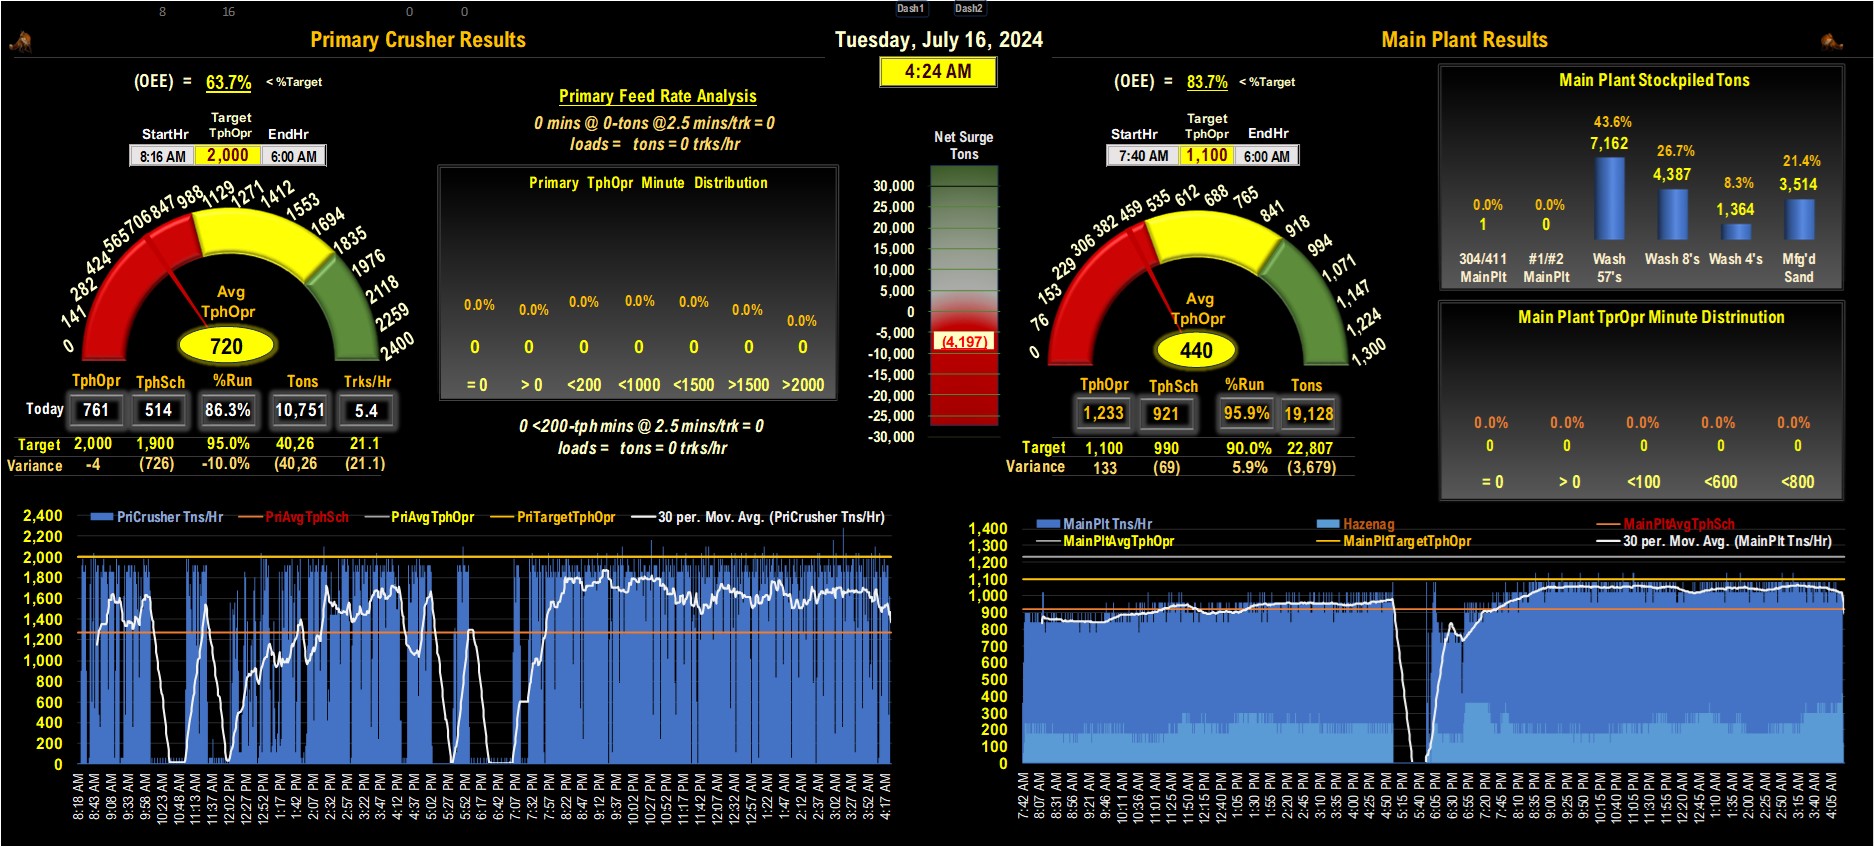 8 16 0 0 Dash1 Dash2
Primary Crusher Results
Tuesday, July 16, 2024
Main Plant Results
4:24 AM
(OEE) = 63.7% < %Target
StartHr Target TphOpr EndHr
8:16 AM 2,000 6:00 AM
0 141 282 424 565 706 847 988 1129 1271 1412 1553 1694 1835 1976 2118 2259 2400
Avg
TphOpr
720
TphOpr TphSch %Run Tons Trks/Hr
Today 761 514 86.3% 10,751 5.4
Target 2,000 1,900 95.0% 40,26 21.1
Variance -4 (726) -10.0% (40,26 (21.1)
Primary Feed Rate Analysis
0 mins @ 0-tons @2.5 mins/trk = 0
loads = tons = 0 trks/hr
Primary TphOpr Minute Distribution
0.0% 0.0% 0.0% 0.0% 0.0% 0.0% 0.0%
0 0 0 0 0 0 0
= 0 > 0 <200 <1000 <1500 >1500 >2000
0 <200-tph mins @ 2.5 mins/trk = 0
loads = tons = 0 trks/hr
Net Surge
Tons
30,000
25,000
20,000
15,000
10,000
5,000
0
-5,000
(4,197)
-10,000
-15,000
-20,000
-25,000
-30,000
(OEE) = 83.7% < %Target
StartHr Target TphOpr EndHr
7:40 AM 1,100 6:00 AM
0 76 153 229 306 382 459 535 612 688 765 841 918 994 1,071 1,147 1,224 1,300
Avg
TphOpr
440
TphOpr TphSch %Run Tons
1,233 921 95.9% 19,128
Target 1,100 990 90.0% 22,807
Variance 133 (69) 5.9% (3,679)
Main Plant Stockpiled Tons
0.0% 0.0% 43.6% 26.7% 8.3% 21.4%
1 0 7,162 4,387 1,364 3,514
304/411 #1/#2 Wash Wash 8's Wash 4's Mfg'd
MainPlt MainPlt 57's Sand
Main Plant TprOpr Minute Distrinution
0.0% 0.0% 0.0% 0.0% 0.0%
0 0 0 0 0
= 0 > 0 <100 <600 <800
PriCrusher Tns/Hr PriAvgTphSch PriAvgTphOpr PriTargetTphOpr 30 per. Mov. Avg. (PriCrusher Tns/Hr)
2,400
2,200
2,000
1,800
1,600
1,400
1,200
1,000
800
600
400
200
0
8:18 AM 8:43 AM 9:08 AM 9:33 AM 9:58 AM 10:23 AM 10:48 AM 11:13 AM 11:37 AM 12:02 PM 12:27 PM 12:52 PM 1:17 PM 1:42 PM 2:07 PM 2:32 PM 2:57 PM 3:22 PM 3:47 PM 4:12 PM 4:37 PM 5:02 PM 5:27 PM 5:52 PM 6:17 PM 6:42 PM 7:07 PM 7:32 PM 7:57 PM 8:22 PM 8:47 PM 9:12 PM 9:37 PM 10:02 PM 10:27 PM 10:52 PM 11:17 PM 11:42 PM 12:07 AM 12:32 AM 12:57 AM 1:22 AM 1:47 AM 2:12 AM 2:37 AM 3:02 AM 3:27 AM 3:52 AM 4:17 AM
MainPlt Tns/Hr Hazenag MainPltAvgTphSch
MainPltAvgTphOpr MainPltTargetTphOpr 30 per. Mov. Avg. (MainPlt Tns/Hr)
1,400
1,300
1,200
1,100
1,000
900
800
700
600
500
400
300
200
100
0
7:42 AM 8:07 AM 8:31 AM 8:56 AM 9:21 AM 9:46 AM 10:11 AM 10:36 AM 11:01 AM 11:25 AM 11:50 AM 12:15 PM 12:40 PM 1:05 PM 1:30 PM 1:55 PM 2:20 PM 2:45 PM 3:10 PM 3:35 PM 4:00 PM 4:25 PM 4:50 PM 5:15 PM 5:40 PM 6:05 PM 6:30 PM 6:55 PM 7:20 PM 7:45 PM 8:10 PM 8:35 PM 9:00 PM 9:25 PM 9:50 PM 10:15 PM 10:40 PM 11:05 PM 11:30 PM 11:55 PM 12:20 AM 12:45 AM 1:10 AM 1:35 AM 2:00 AM 2:25 AM 2:50 AM 3:15 AM 3:40 AM 4:05 AM